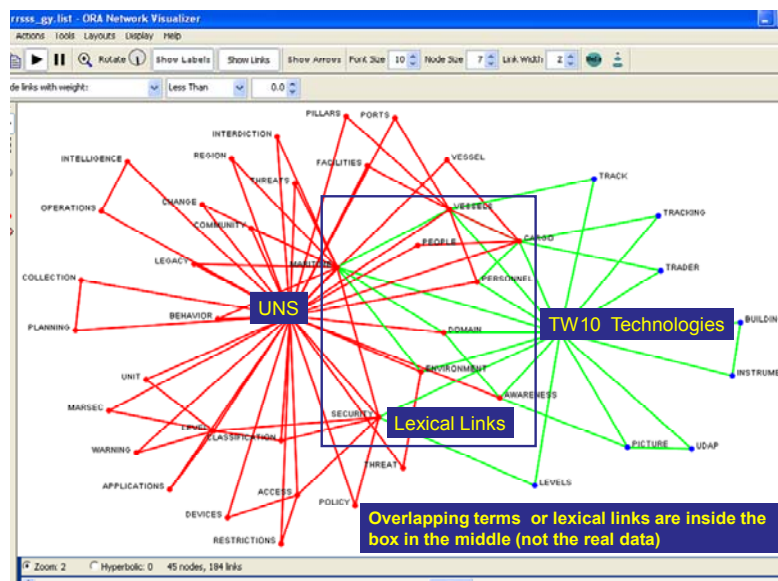 rrsss_gy.list - ORA Network Visualizer
Actions Tools Layouts Display Help
Rotate Show Labels Show Links Show Arrows Font Size 10 Node Size 7 Link Width 2
de links with weight: Less Than 0.0
PILLARS
PORTS
INTERDICTION
INTELLIGENCE
REGION
FACILITIES
VESSEL
THREATS
TRACK
OPERATIONS
CHANGE
VESSELS
TRACKING
COMMUNITY
PEOPLE
CARGO
LEGACY
MARITIME
TRADER
COLLECTION
PERSONNEL
UNS
BEHAVIOR
TW10 Technologies
BUILDIN
PLANNING
DOMAIN
UNIT
ENVIRONMENT
INSTRUME
AWARENESS
MARSEC
SECURITY
Lexical Links
LEVEL
CLASSIFICATION
WARNING
PICTURE
UDAP
THREAT
APPLICATIONS
ACCESS
LEVELS
DEVICES
POLICY
RESTRICTIONS
Overlapping terms or lexical links are inside the
box in the middle (not the real data)
Zoom: 2 Hyperbolic: 0 45 nodes, 184 links